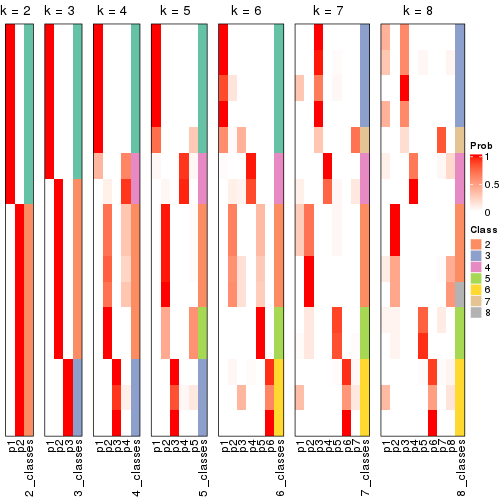 k = 2 k = 3 k = 4 k = 5 k = 6 k = 7 k = 8
Prob
1
0.5
0
Class
2
3
4
5
6
7
8
p1 p2 2_classes
p1 p2 p3 3_classes
p1 p2 p3 p4 4_classes
p1 p2 p3 p4 p5 5_classes
p1 p2 p3 p4 p5 p6 6_classes
p1 p2 p3 p4 p5 p6 p7 7_classes
p1 p2 p3 p4 p5 p6 p7 p8 8_classes